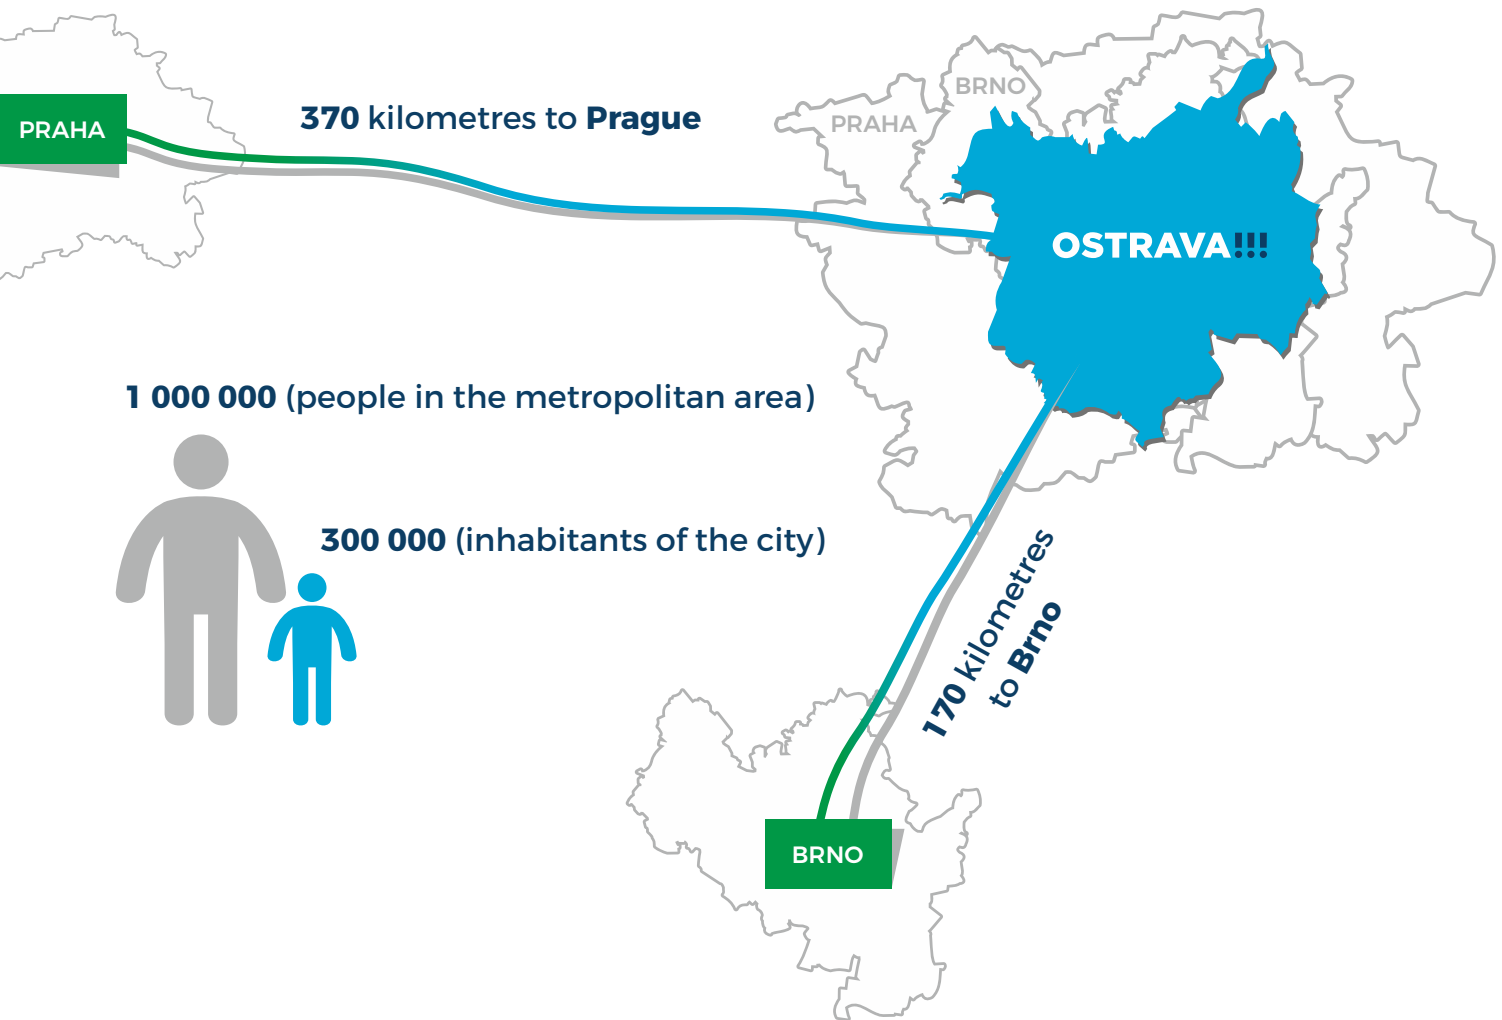 BRNO
PRAHA
PRAHA
370 kilometres to Prague
OSTRAVA!!!
1 000 000 (people in the metropolitan area)
300 000 (inhabitants of the city)
170 kilometres
to Brno
BRNO